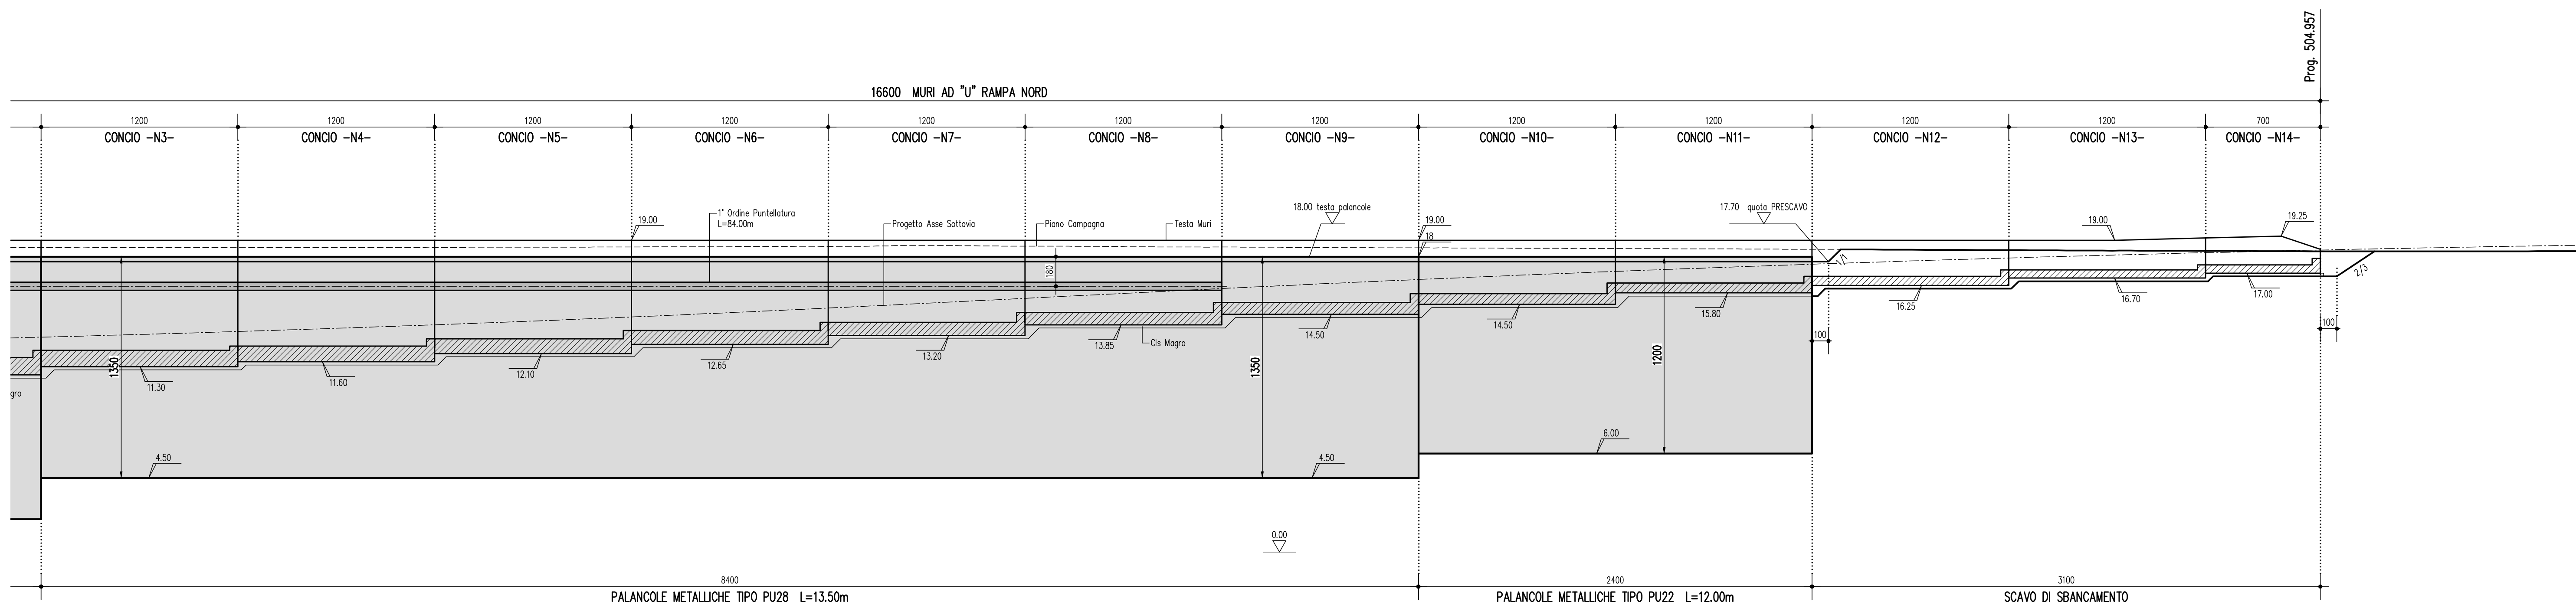 Prog. 504.957
16600 MURI AD "U" RAMPA NORD
1200 1200 1200 1200 1200 1200 1200 1200 1200 1200 1200 700
CONCIO -N3- CONCIO -N4- CONCIO -N5- CONCIO -N6- CONCIO -N7- CONCIO -N8- CONCIO -N9- CONCIO -N10- CONCIO -N11- CONCIO -N12- CONCIO -N13- CONCIO -N14-
19.00
1° Ordine Puntellatura
L=84.00m
Progetto Asse Sottovia
Piano Campagna
Testa Muri
18.00 testa palancole
19.00
18
17.70 quota PRESCAVO
19.00
19.25
180
1/1
2/3
1350
1350
1200
100
100
11.30
11.60
12.10
12.65
13.20
13.85
Cls Magro
14.50
14.50
15.80
16.25
16.70
17.00
gro
4.50
4.50
6.00
0.00
8400 2400 3100
PALANCOLE METALLICHE TIPO PU28 L=13.50m PALANCOLE METALLICHE TIPO PU22 L=12.00m SCAVO DI SBANCAMENTO